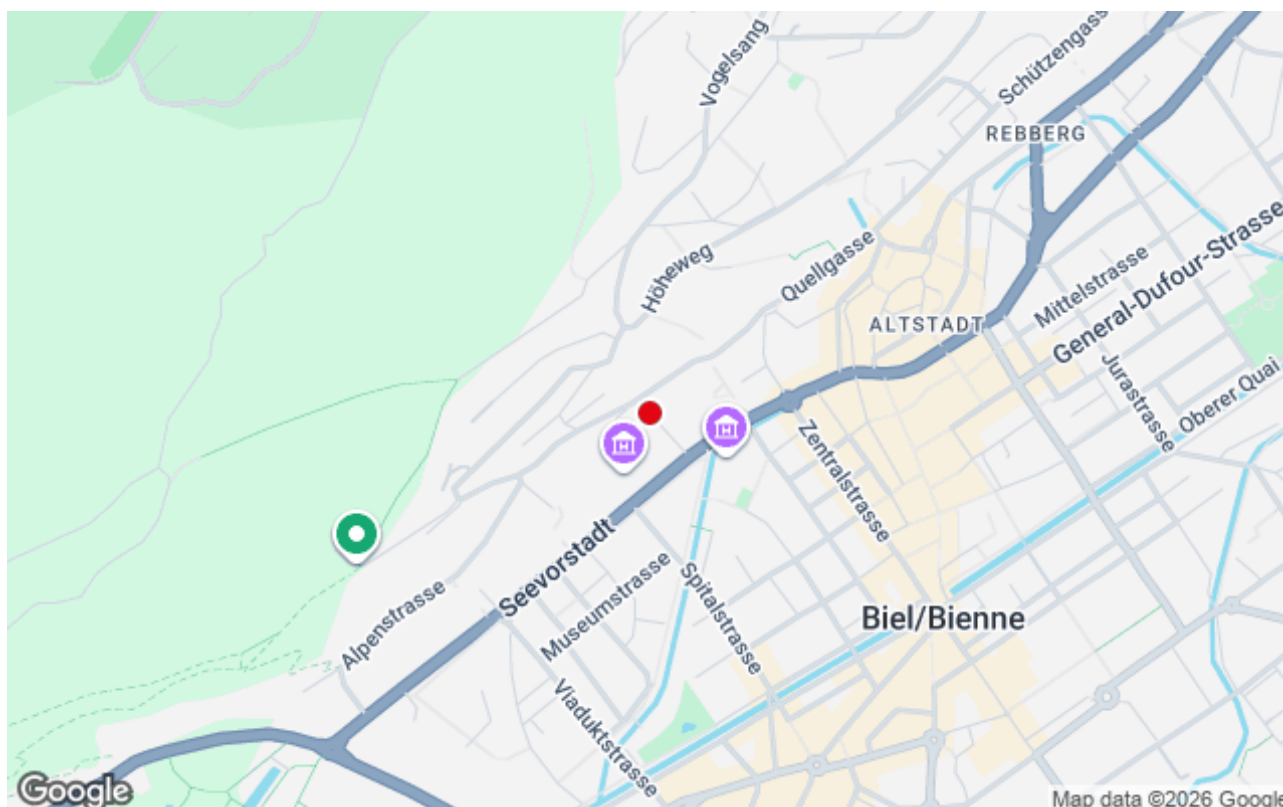 Vogelsang
Schützengass
REBBERG
Höheweg
Quellgasse
Mittelstrasse
General-Dufour-Strasse
ALTSTADT
Jurastrasse
Oberer Quai
H
H
Zentralstrasse
Seevorstadt
Museumstrasse
Spitalstrasse
Alpenstrasse
Biel/Bienne
Viaduktstrasse
Google
Map data ©2026 Google